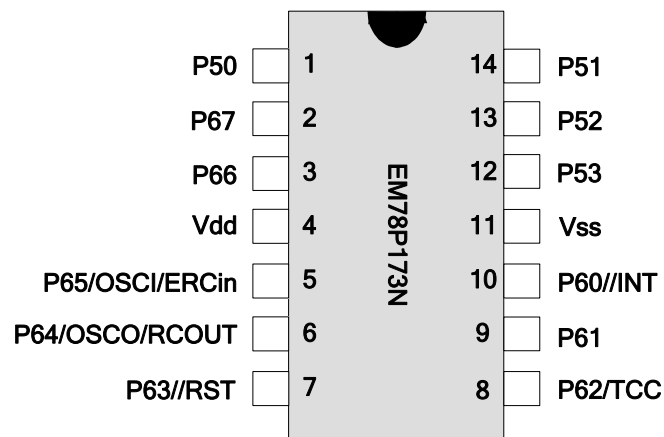 P50 1 14 P51
P67 2 13 P52
P66 3 12 P53
Vdd 4 11 Vss
P65/OSCI/ERCin 5 10 P60//INT
P64/OSCO/RCOUT 6 9 P61
P63//RST 7 8 P62/TCC
EM78P173N